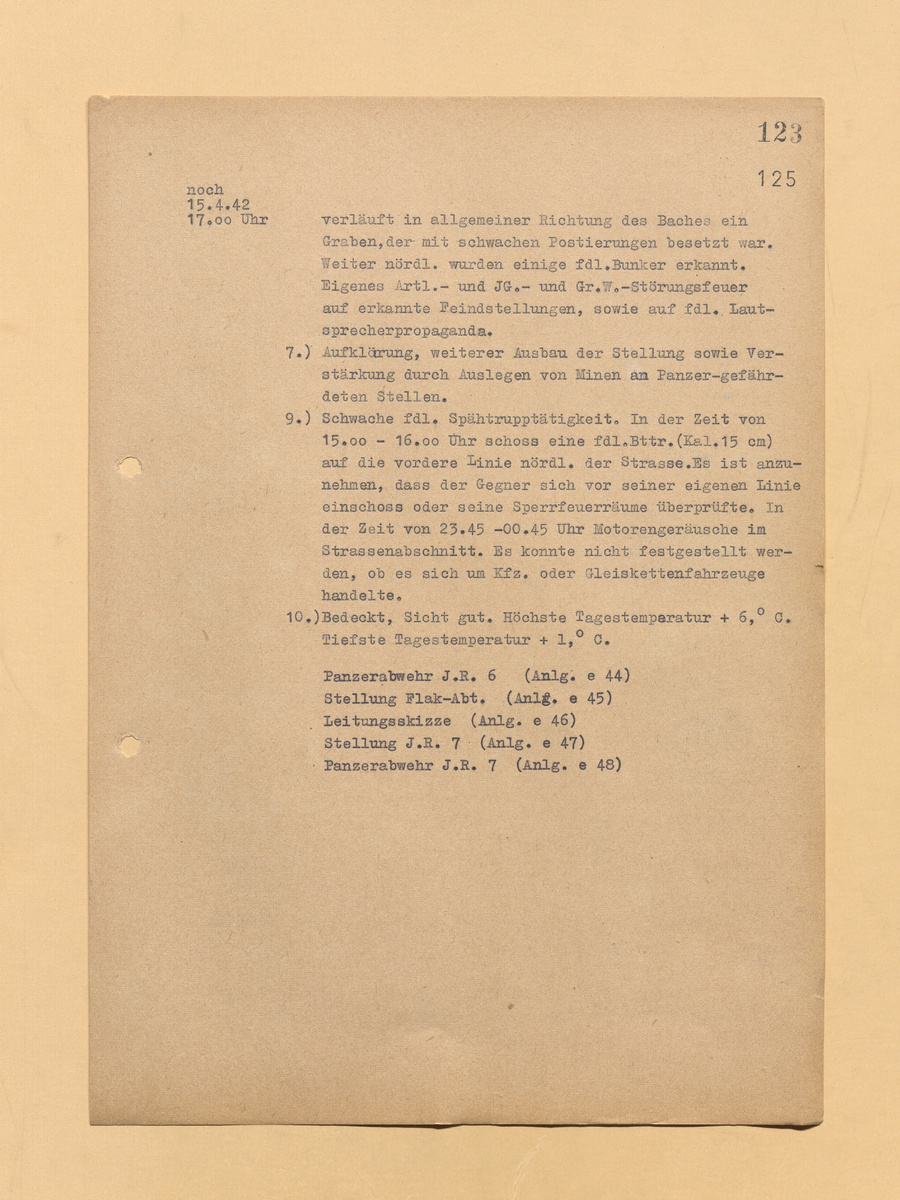 123
125
noch
15.4.42
17.oo Uhr verläuft in allgemeiner Richtung des Baches ein
Graben,der mit schwachen Postierungen besetzt war.
Weiter nördl. wurden einige fdl.Bunker erkannt.
Eigenes Artl.- und JG.- und Gr.W.-Störungsfeuer
auf erkannte Feindstellungen, sowie auf fdl. Laut-
sprecherpropaganda.
7.) Aufklärung, weiterer Ausbau der Stellung sowie Ver-
stärkung durch Auslegen von Minen an Panzer-gefähr-
deten Stellen.
9.) Schwache fdl. Spähtrupptätigkeit. In der Zeit von
15.oo - 16.oo Uhr schoss eine fdl.Bttr.(Kal.15 cm)
auf die vordere Linie nördl. der Strasse.Es ist anzu-
nehmen, dass der Gegner sich vor seiner eigenen Linie
einschoss oder seine Sperrfeuerräume überprüfte. In
der Zeit von 23.45 -00.45 Uhr Motorengeräusche im
Strassenabschnitt. Es konnte nicht festgestellt wer-
den, ob es sich um Kfz. oder Gleiskettenfahrzeuge
handelte.
10.)Bedeckt, Sicht gut. Höchste Tagestemperatur + 6,° C.
Tiefste Tagestemperatur + 1,° C.
Panzerabwehr J.R. 6 (Anlg. e 44)
Stellung Flak-Abt. (Anlg. e 45)
Leitungsskizze (Anlg. e 46)
Stellung J.R. 7 (Anlg. e 47)
Panzerabwehr J.R. 7 (Anlg. e 48)